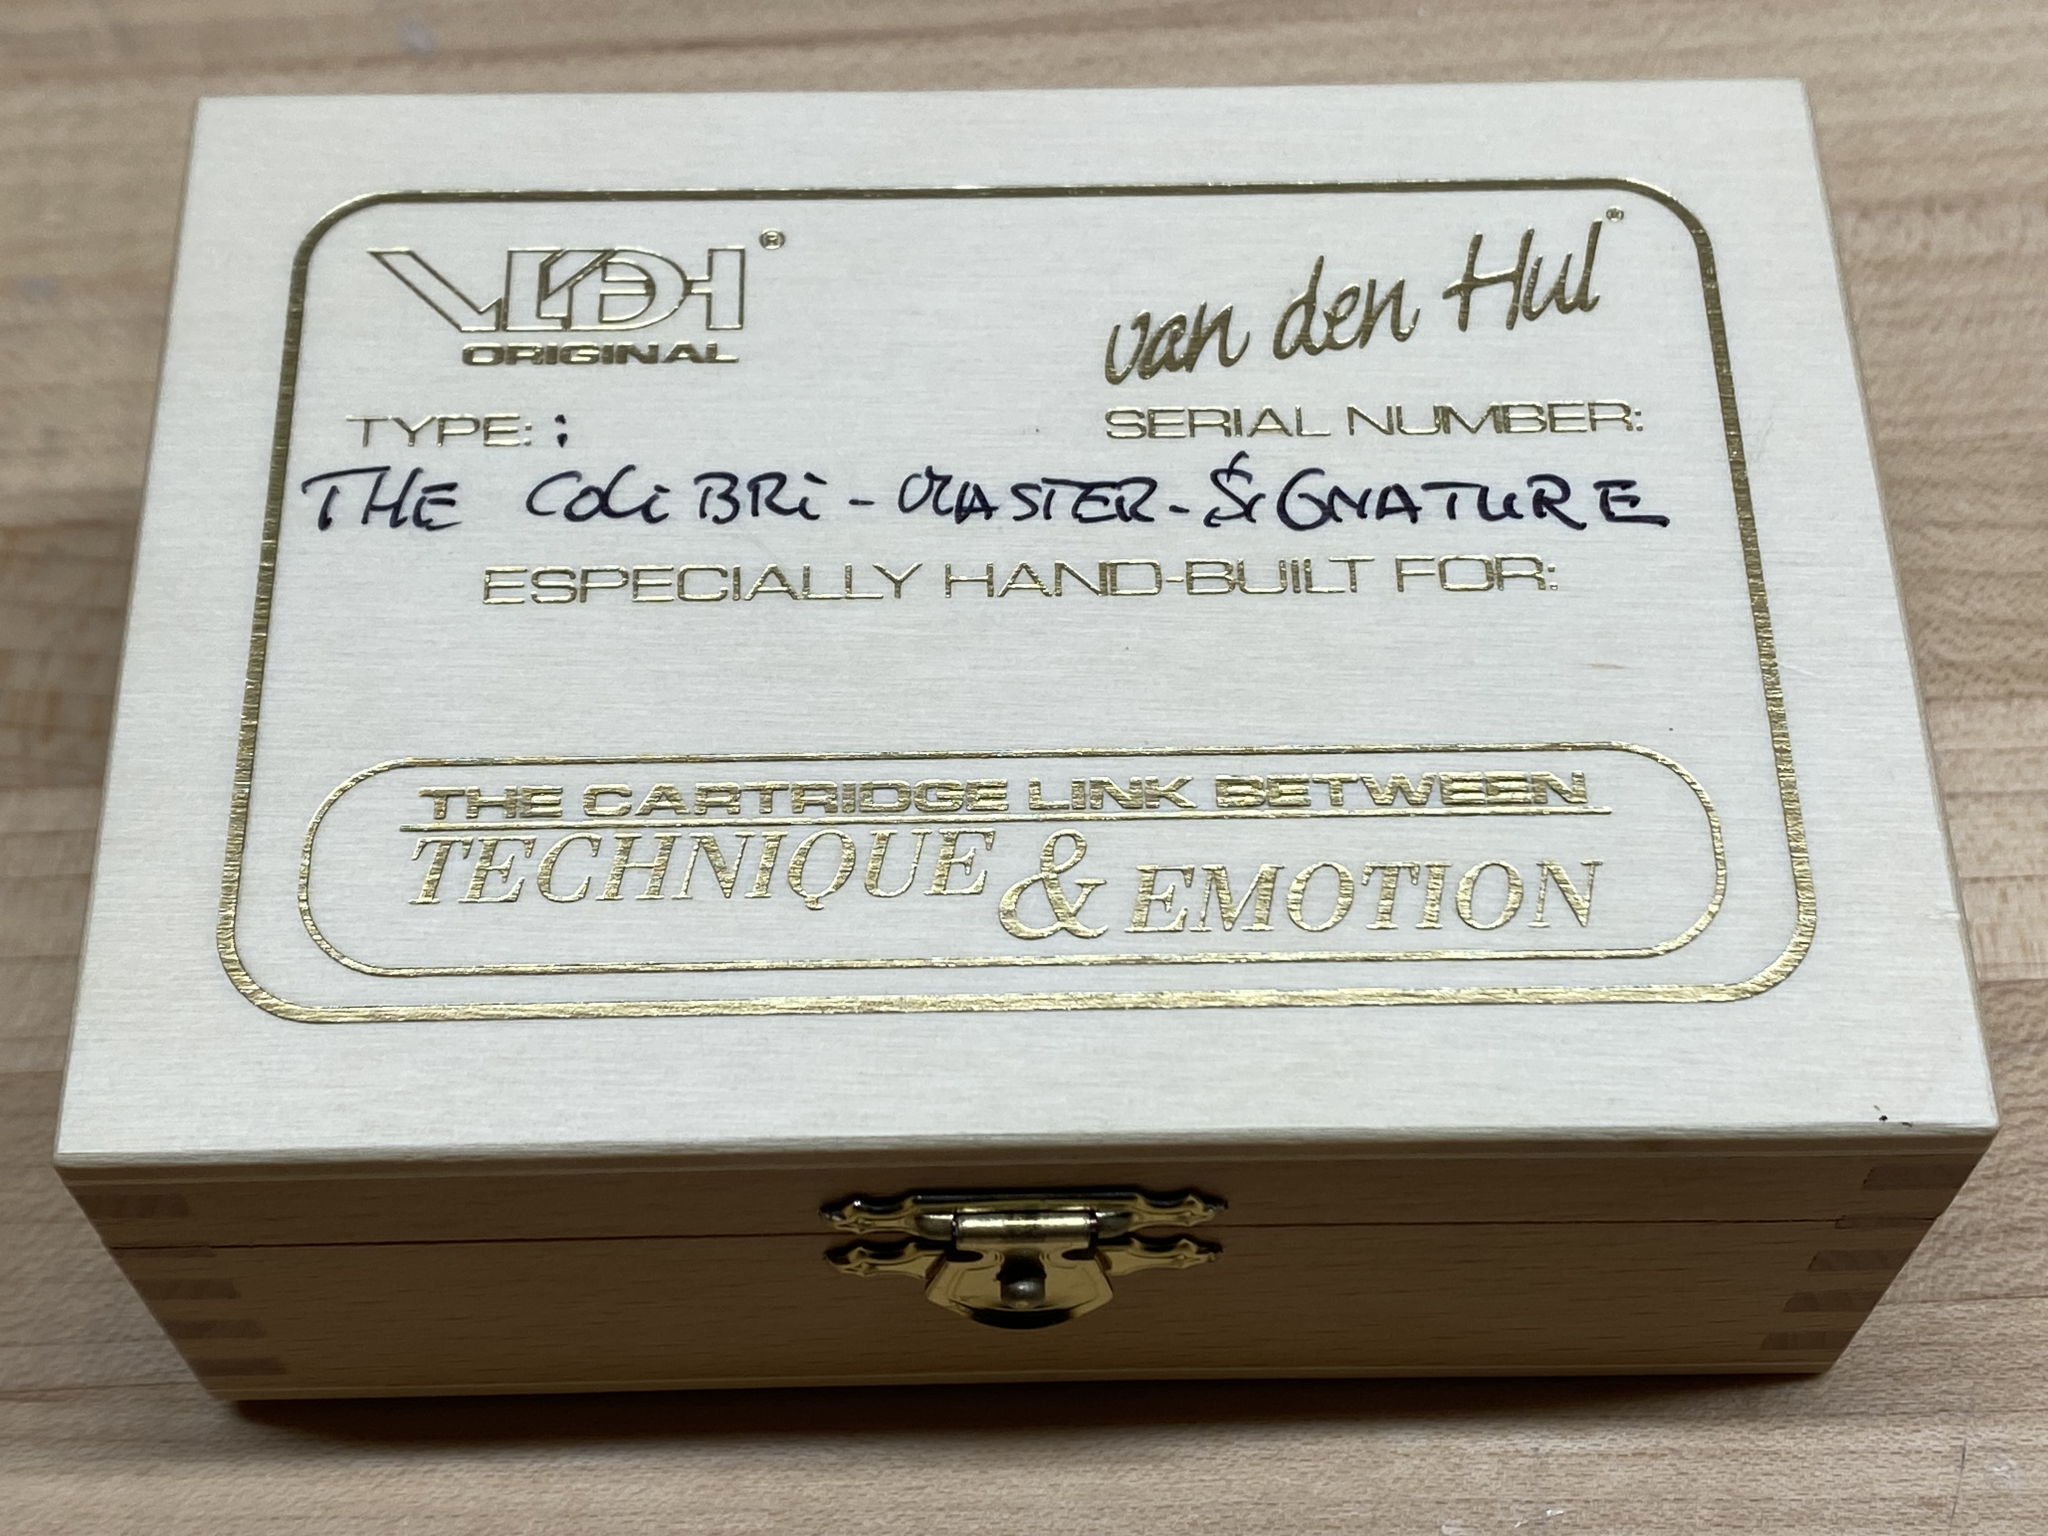 VDH®
ORIGINAL
van den Hul®
TYPE: :
SERIAL NUMBER:
THE COLiBRi - MASTER - SiGNATURE
ESPECIALLY HAND-BUILT FOR:
THE CARTRIDGE LINK BETWEEN
TECHNIQUE & EMOTION